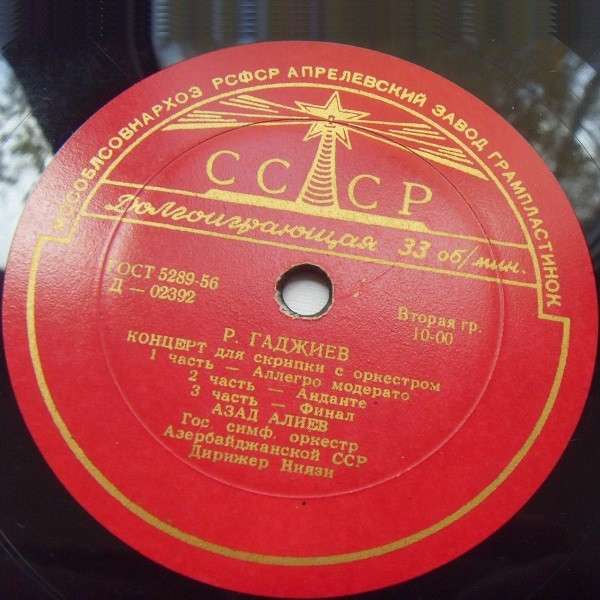 МОСОБЛСОВНАРХОЗ РСФСР АПРЕЛЕВСКИЙ ЗАВОД ГРАМПЛАСТИНОК
СССР
Долгоиграющая 33 об/мин.
ГОСТ 5289-56
Д — 02392
Вторая гр.
10-00
Р. ГАДЖИЕВ
КОНЦЕРТ для скрипки с оркестром
1 часть — Аллегро модерато
2 часть — Анданте
3 часть — Финал
АЗАД АЛИЕВ
Гос. симф. оркестр
Азербайджанской ССР
Дирижер Ниязи